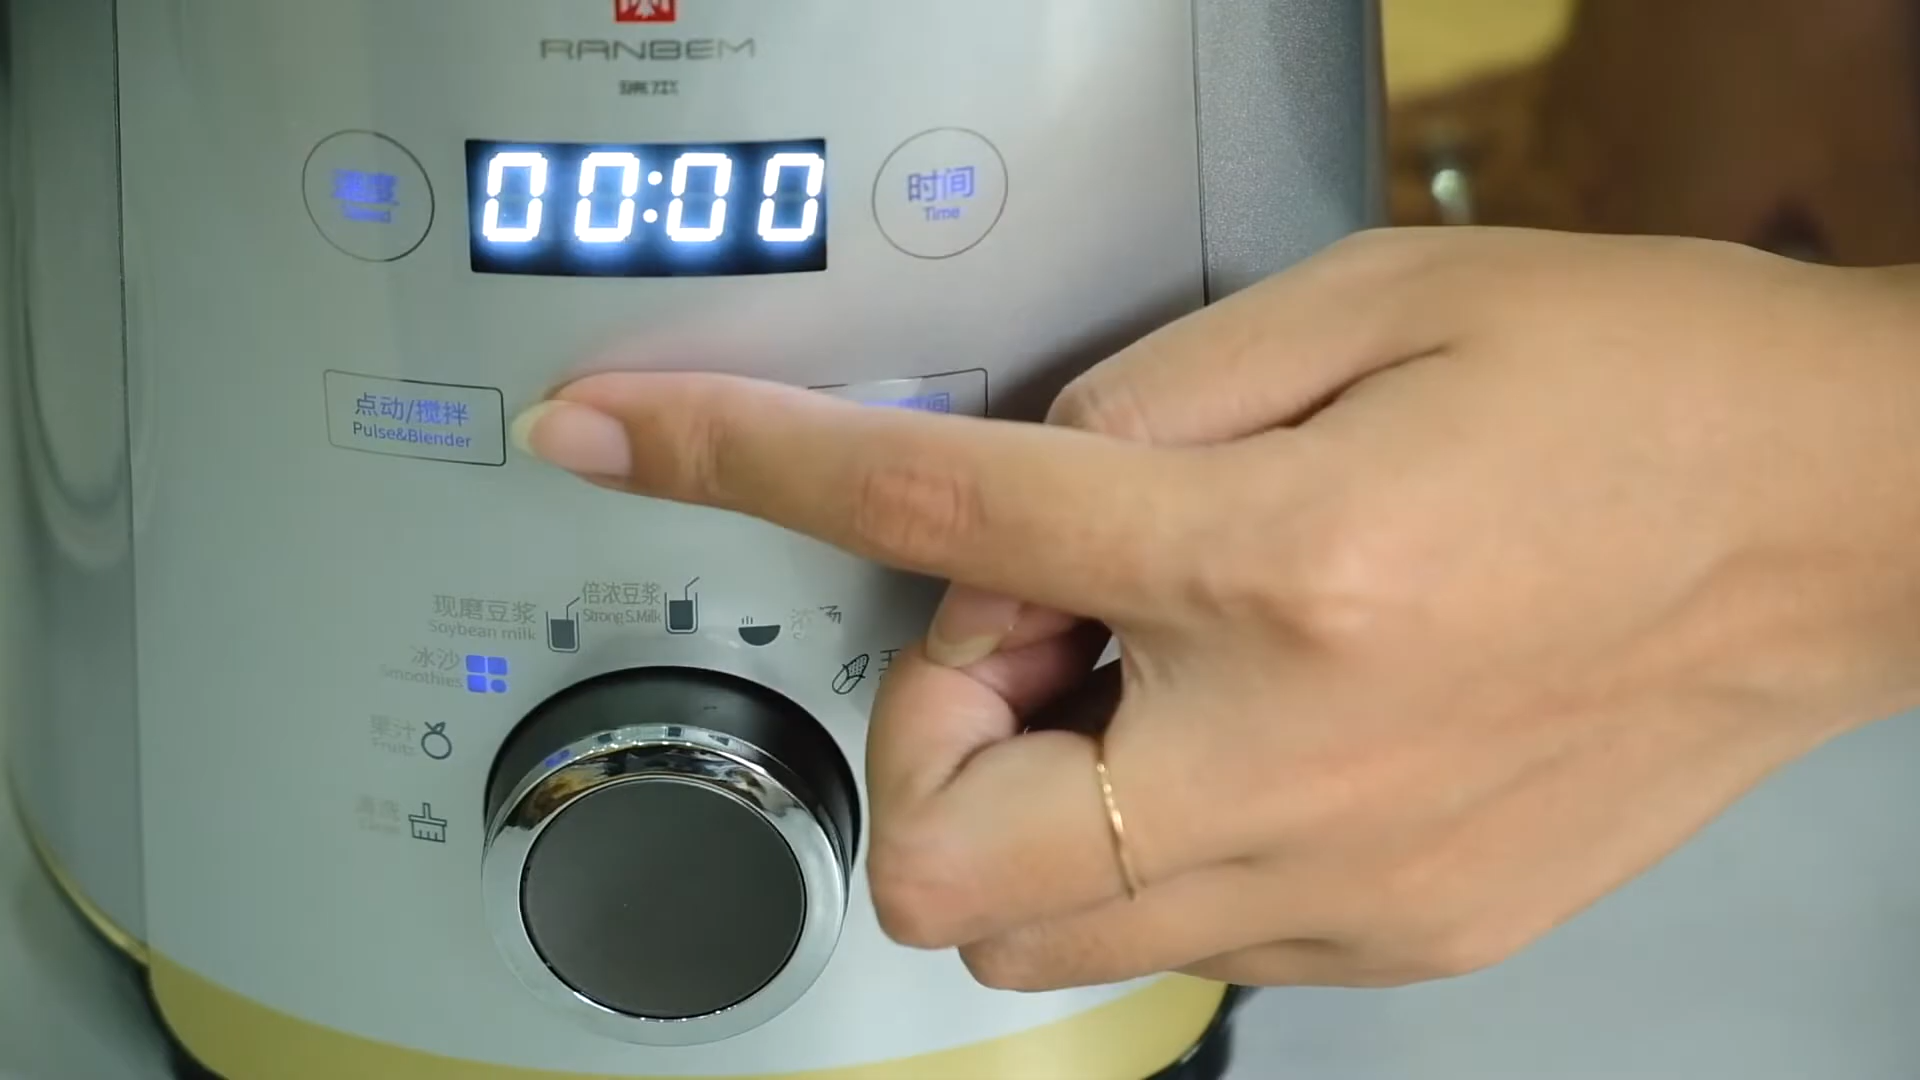 RANBEM
00:00
时间
Time
点动/搅拌
Pulse&Blender
倍浓豆浆
Strong S.Milk
现磨豆浆
Soybean milk
冰沙
Smoothies
果汁
Fruits